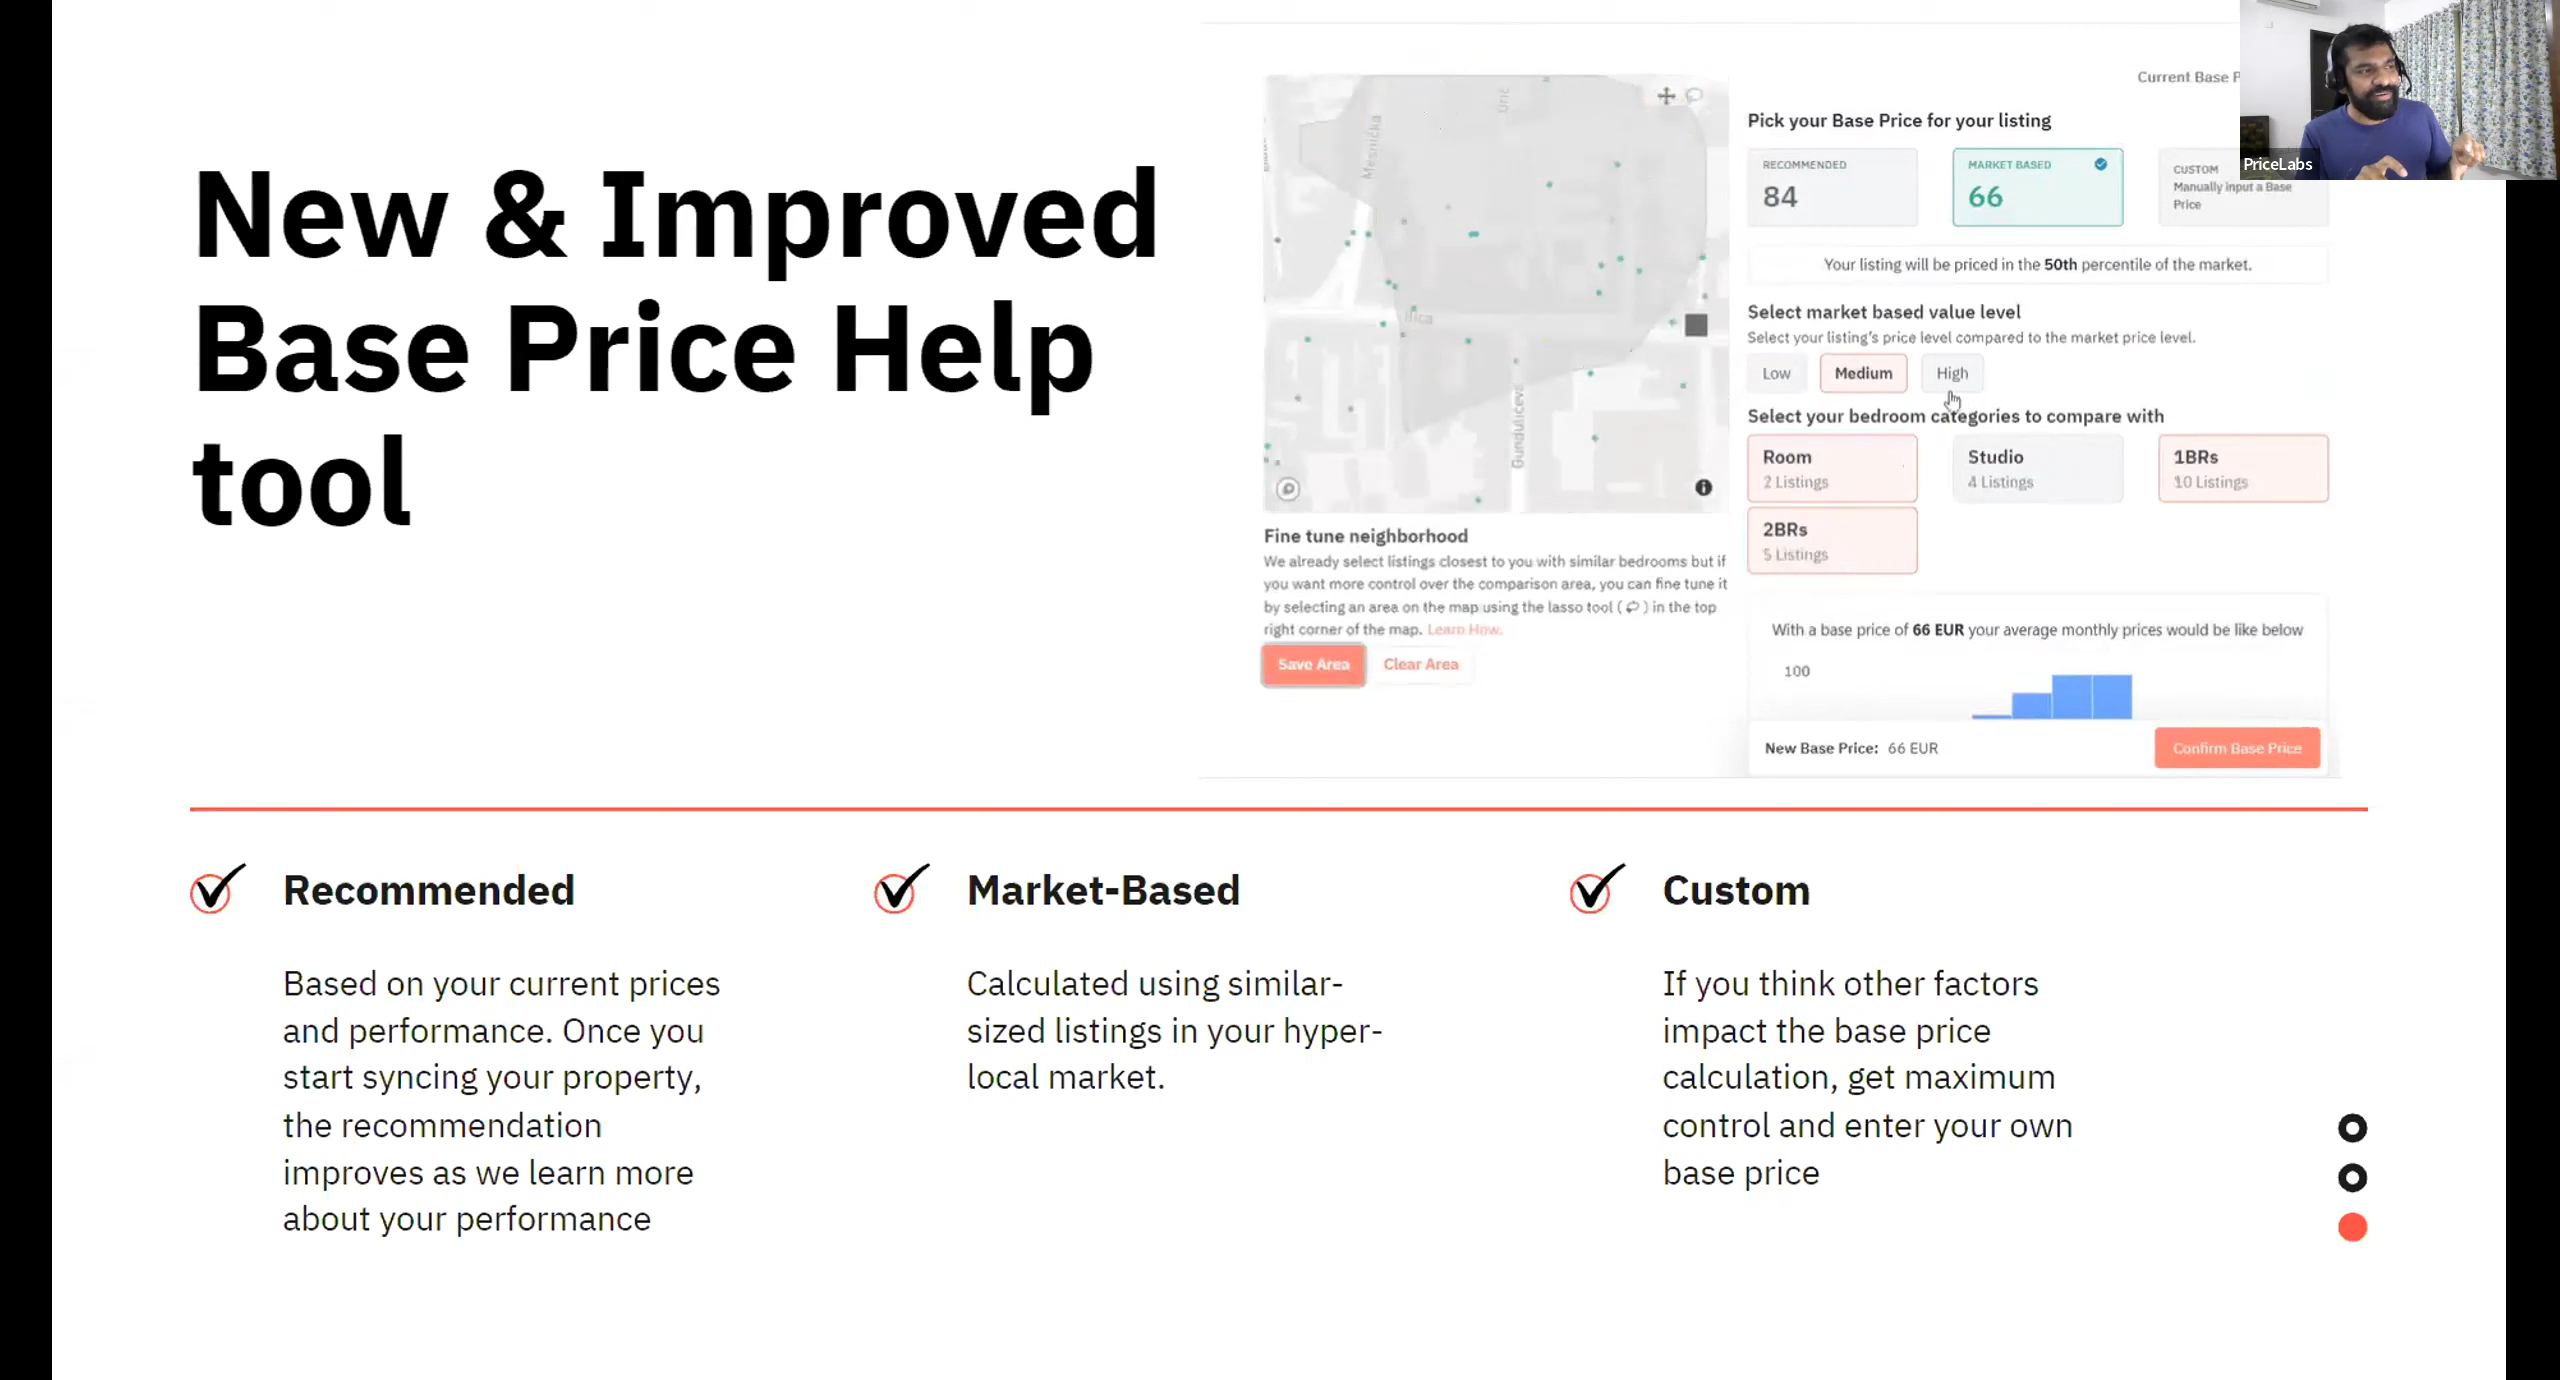 New & Improved
Base Price Help
tool
Mesnička
Ilica
Gundulićeva
Fine tune neighborhood
We already select listings closest to you with similar bedrooms but if
you want more control over the comparison area, you can fine tune it
by selecting an area on the map using the lasso tool ( ) in the top
right corner of the map. Learn How.
Save Area
Clear Area
Current Base P
Pick your Base Price for your listing
RECOMMENDED
84
MARKET BASED
66
CUSTOM
Manually input a Base
Price
Your listing will be priced in the 50th percentile of the market.
Select market based value level
Select your listing's price level compared to the market price level.
Low
Medium
High
Select your bedroom categories to compare with
Room
2 Listings
Studio
4 Listings
1BRs
10 Listings
2BRs
5 Listings
With a base price of 66 EUR your average monthly prices would be like below
100
New Base Price: 66 EUR
Confirm Base Price
PriceLabs
Recommended
Based on your current prices
and performance. Once you
start syncing your property,
the recommendation
improves as we learn more
about your performance
Market-Based
Calculated using similar-
sized listings in your hyper-
local market.
Custom
If you think other factors
impact the base price
calculation, get maximum
control and enter your own
base price